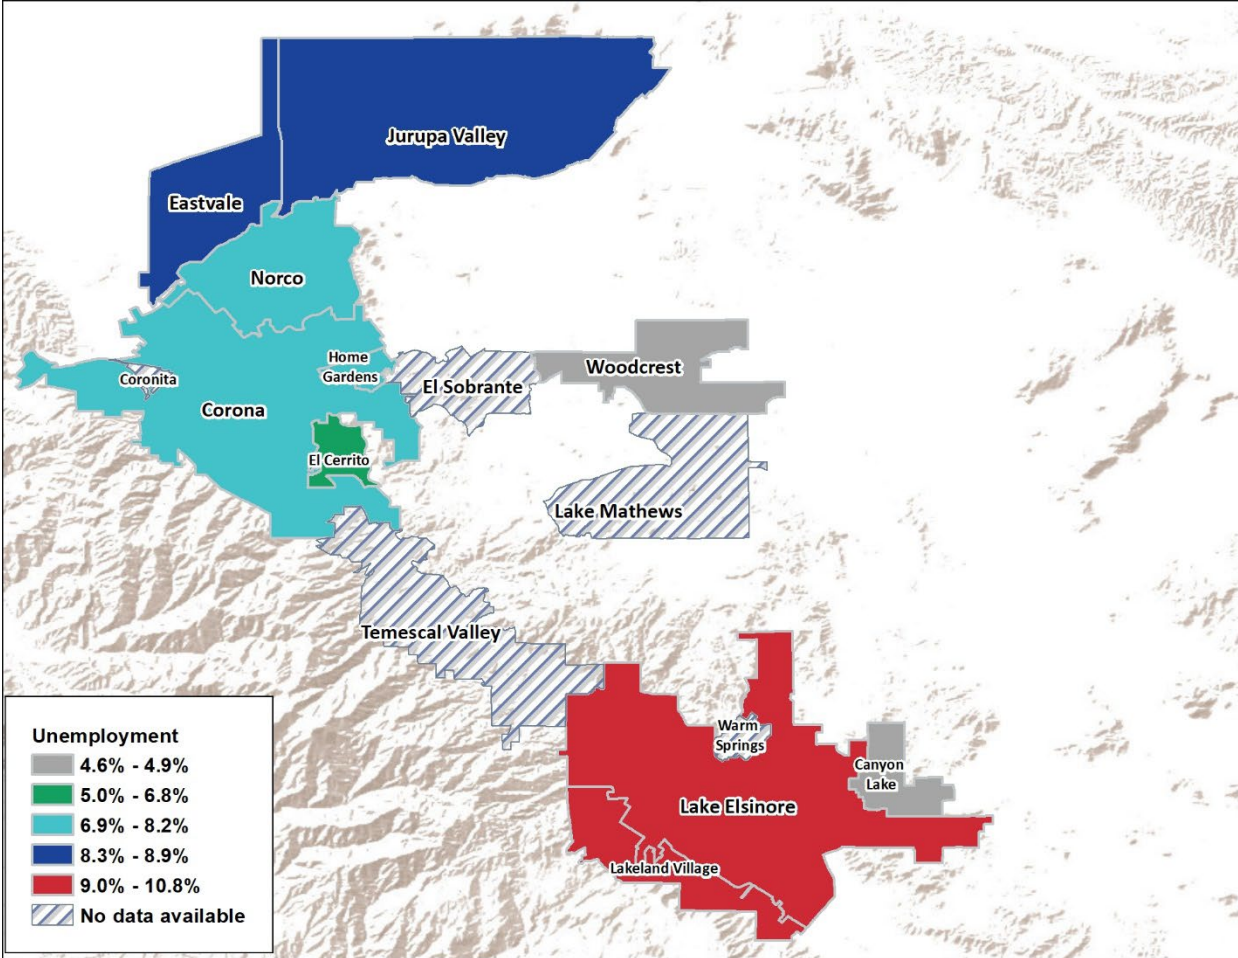 Jurupa Valley
Eastvale
Norco
Home
Gardens
Woodcrest
Coronita
El Sobrante
Corona
El Cerrito
Lake Mathews
Temescal Valley
Warm
Springs
Canyon
Lake
Lake Elsinore
Lakeland Village
Unemployment
4.6% - 4.9%
5.0% - 6.8%
6.9% - 8.2%
8.3% - 8.9%
9.0% - 10.8%
No data available